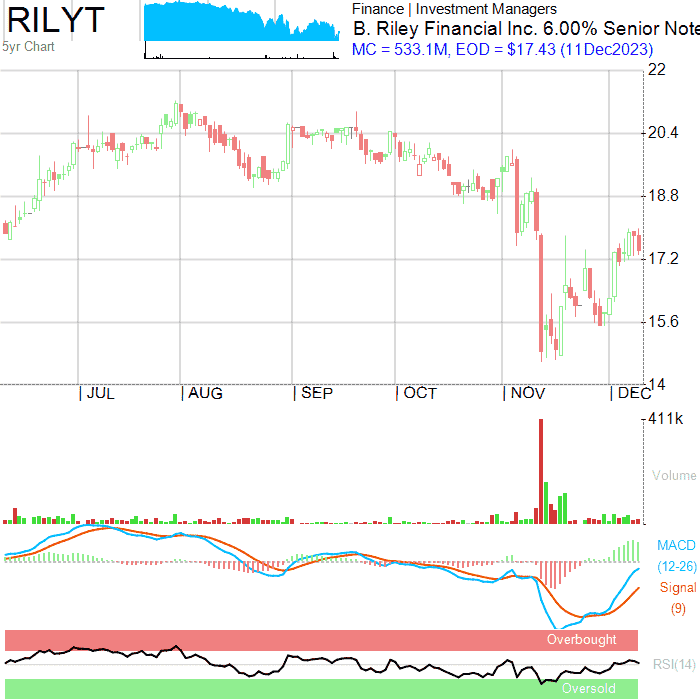 RILYT
5yr Chart
Finance | Investment Managers
B. Riley Financial Inc. 6.00% Senior Note
MC = 533.1M, EOD = $17.43 (11Dec2023)
22
20.4
18.8
17.2
15.6
14
JUL AUG SEP OCT NOV DEC
411k
Volume
MACD
(12-26)
Signal
(9)
Overbought
RSI(14)
Oversold